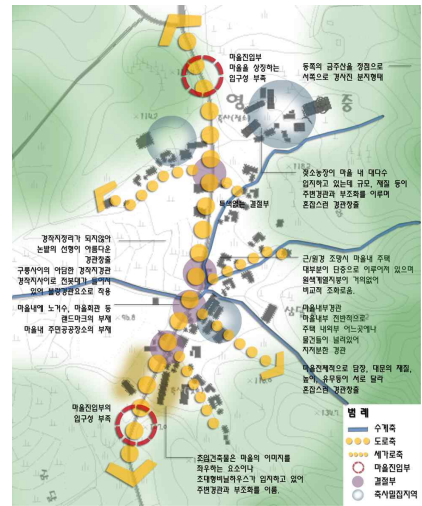 마을진입부
마을을 상징하는
입구성 부족
동쪽의 금주산을 정점으로
서쪽으로 경사진 분지형태
영
중
젖소농장이 마을 내 대다수
입지하고 있는데 규모, 재질 등이
주변경관과 부조화를 이루며
혼잡스런 경관창출
특색없는 결절부
경작지정리가 되지않아
논밭의 선형이 아름다운
경관창출
구릉사이의 아담한 경작지경관
경작지사이로 전봇대가 들어서
있어 불량경관요소로 작용
근/원경 조망시 마을내 주택
대부분이 단층으로 이루어져 있으며
원색계열지붕이 거의없어
비교적 조화로움.
마을내에 노거수, 마을회관 등
랜드마크의 부재
마을내 주민공공장소의 부재
마을내부경관
마을내부 전반적으로
주택 내외부 어느곳에나
물건들이 널려있어
지저분한 경관
마을전체적으로 담장, 대문의 재질,
높이, 유무등이 서로 달라
혼잡스런 경관창출
마을진입부의
입구성 부족
조립건축물은 마을의 이미지를
좌우하는 요소이나
초대형비닐하우스가 입지하고 있어
주변경관과 부조화를 이룸.
범 례
수계축
도로축
세가로축
마을진입부
결절부
축사밀집지역